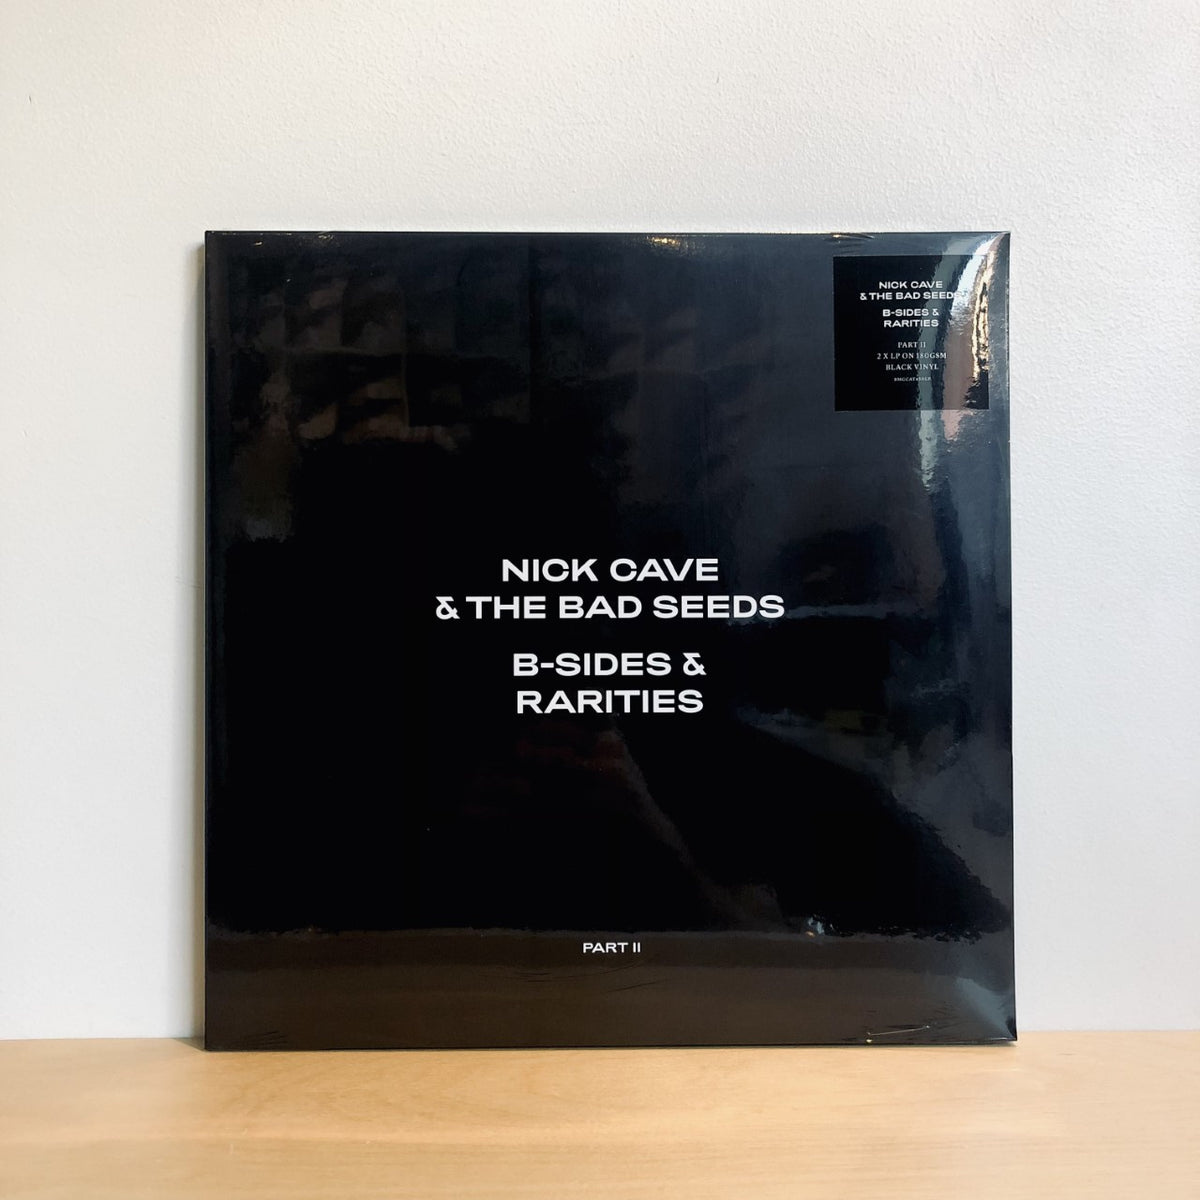 NICK CAVE
& THE BAD SEEDS
B-SIDES &
RARITIES
PART II
2 X LP ON 180GSM
BLACK VINYL
NICK CAVE
& THE BAD SEEDS
B-SIDES &
RARITIES
PART II